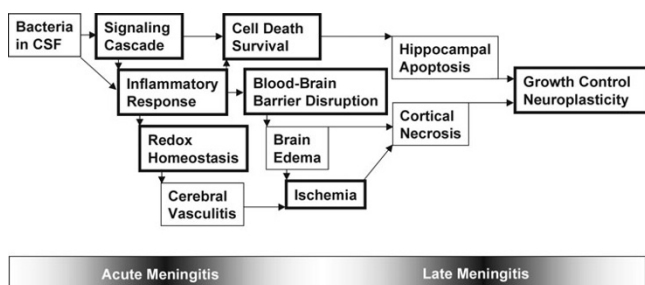 Bacteria
in CSF
Signaling
Cascade
Cell Death
Survival
Hippocampal
Apoptosis
Inflammatory
Response
Blood-Brain
Barrier Disruption
Growth Control
Neuroplasticity
Redox
Homeostasis
Brain
Edema
Cortical
Necrosis
Cerebral
Vasculitis
Ischemia
Acute Meningitis
Late Meningitis